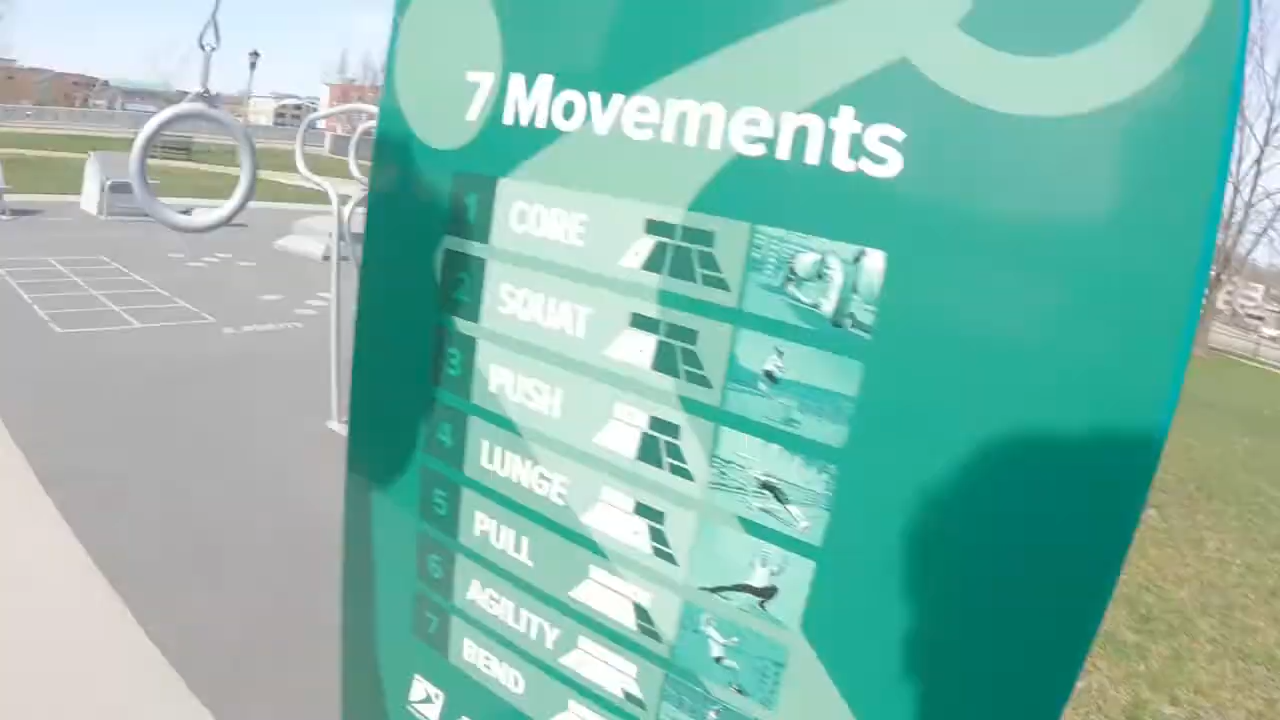 7 Movements
1 CORE
2 SQUAT
3 PUSH
4 LUNGE
5 PULL
6 AGILITY
7 BEND